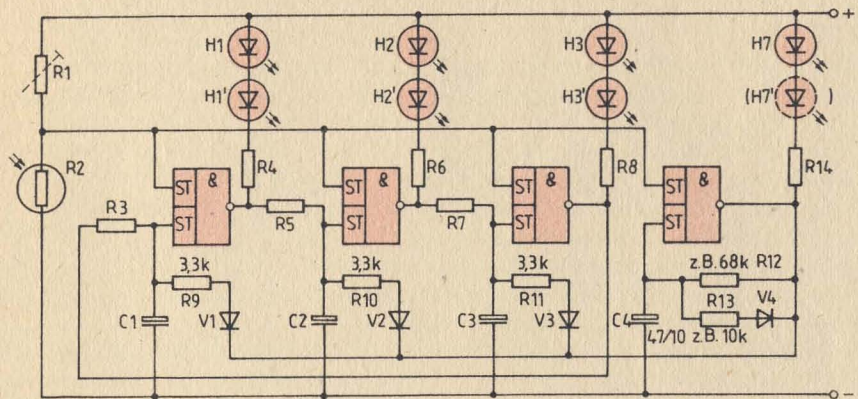 +
H1 H2 H3 H7
R1
H1' H2' H3' (H7')
R2 R4 R6 R8 R14
ST & ST & ST & ST &
R3 ST R5 ST R7 ST ST
3,3k 3,3k 3,3k z.B. 68k R12
R9 R10 R11 R13 V4
C1 V1 C2 V2 C3 V3 C4
47/10 z.B. 10k
−